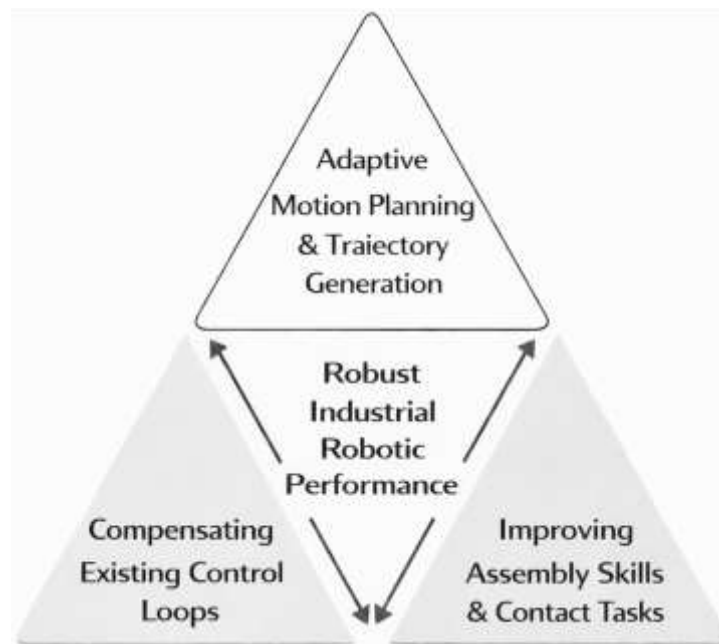 Adaptive
Motion Planning
& Traiectory
Generation
Robust
Industrial
Robotic
Performance
Compensating
Existing Control
Loops
Improving
Assembly Skills
& Contact Tasks